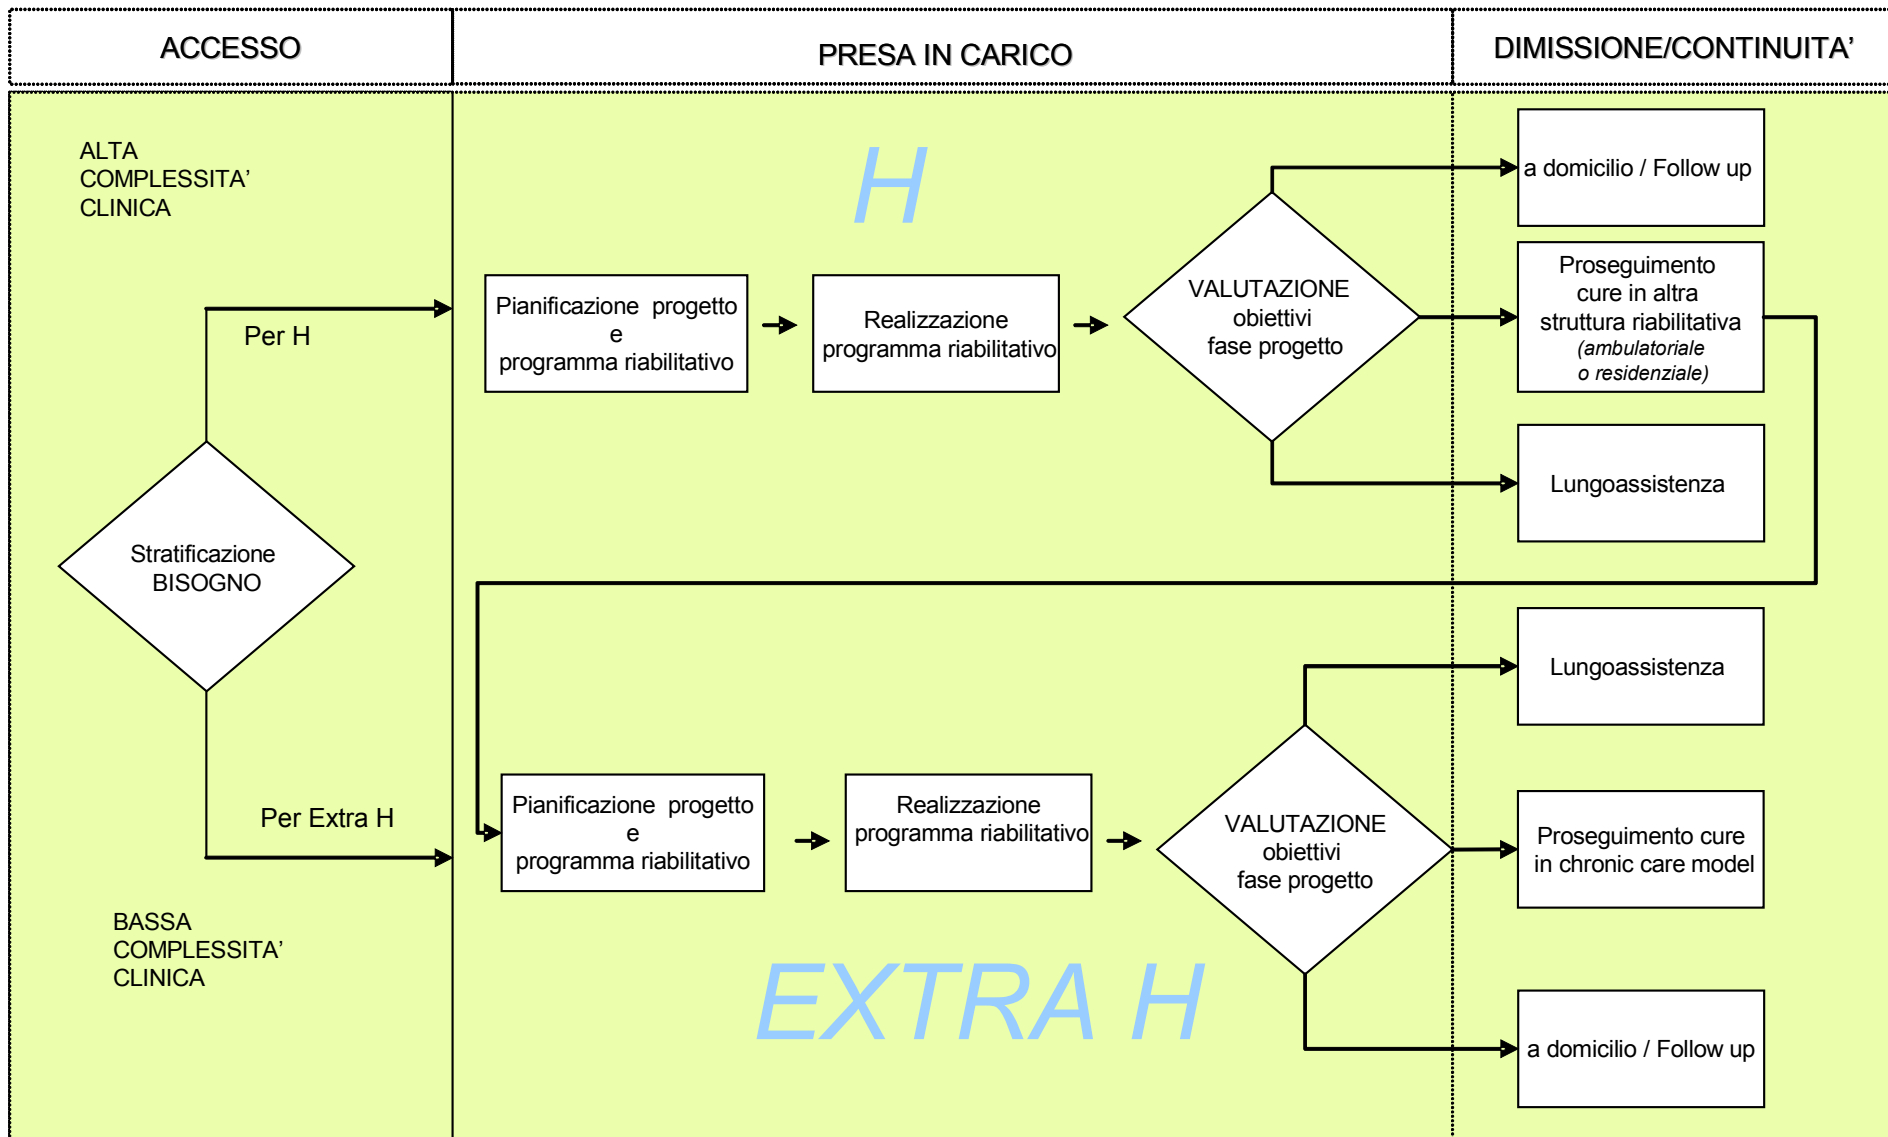 ACCESSO
PRESA IN CARICO
DIMISSIONE/CONTINUITA'
ALTA
COMPLESSITA'
CLINICA
Per H
Stratificazione
BISOGNO
Per Extra H
BASSA
COMPLESSITA'
CLINICA
H
Pianificazione progetto
e
programma riabilitativo
Realizzazione
programma riabilitativo
VALUTAZIONE
obiettivi
fase progetto
a domicilio / Follow up
Proseguimento
cure in altra
struttura riabilitativa
(ambulatoriale
o residenziale)
Lungoassistenza
Pianificazione progetto
e
programma riabilitativo
Realizzazione
programma riabilitativo
VALUTAZIONE
obiettivi
fase progetto
EXTRA H
Lungoassistenza
Proseguimento cure
in chronic care model
a domicilio / Follow up